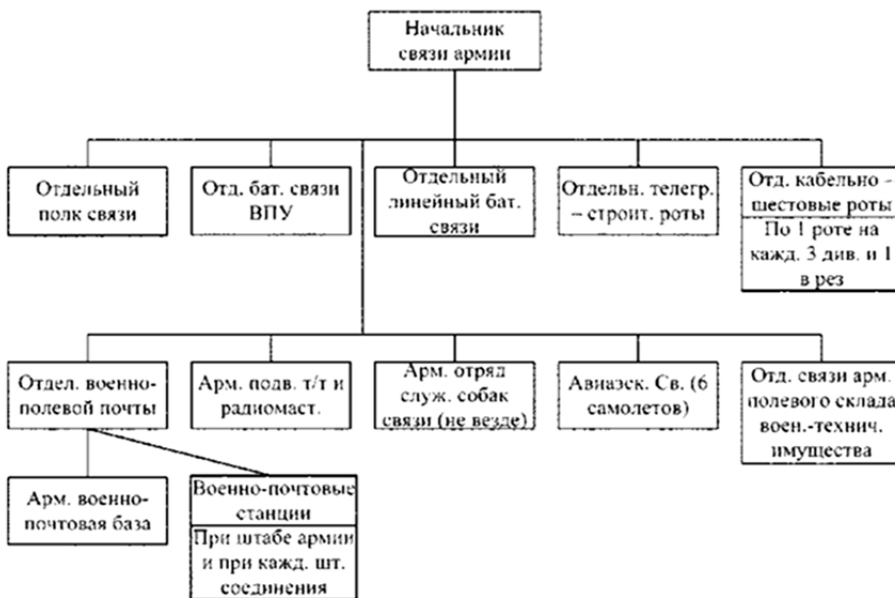 Начальник
связи армии
Отдельный
полк связи
Отд. бат. связи
ВПУ
Отдельный
линейный бат.
связи
Отдельн. телегр.
– строит. роты
Отд. кабельно –
шестовые роты
По 1 роте на
кажд. 3 див. и 1
в рез
Отдел. военно-
полевой почты
Арм. подв. т/т и
радиомаст.
Арм. отряд
служ. собак
связи (не везде)
Авиаэск. Св. (6
самолетов)
Отд. связи арм.
полевого склада
воен.-технич.
имущества
Арм. военно-
почтовая база
Военно-почтовые
станции
При штабе армии
и при кажд. шт.
соединения